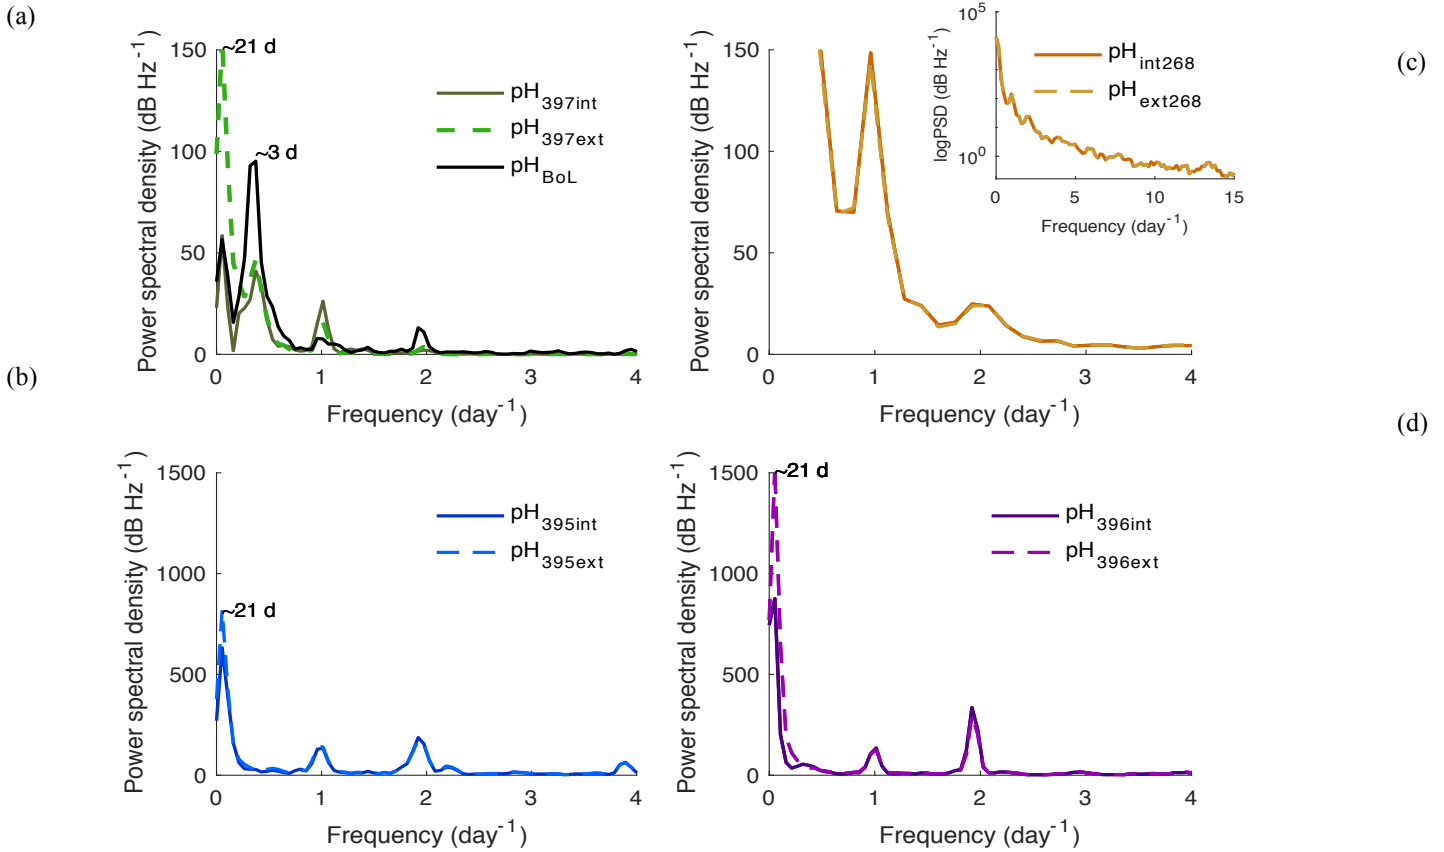 (a)
Power spectral density (dB Hz⁻¹)
150
100
50
0
~21 d
~3 d
pH397int
pH397ext
pHBoL
0 1 2 3 4
Frequency (day⁻¹)
(c)
Power spectral density (dB Hz⁻¹)
150
100
50
0
0 1 2 3 4
Frequency (day⁻¹)
logPSD (dB Hz⁻¹)
10⁵
10⁰
pHint268
pHext268
0 5 10 15
Frequency (day⁻¹)
(b)
Power spectral density (dB Hz⁻¹)
1500
1000
500
0
~21 d
pH395int
pH395ext
0 1 2 3 4
Frequency (day⁻¹)
(d)
Power spectral density (dB Hz⁻¹)
1500
1000
500
0
~21 d
pH396int
pH396ext
0 1 2 3 4
Frequency (day⁻¹)